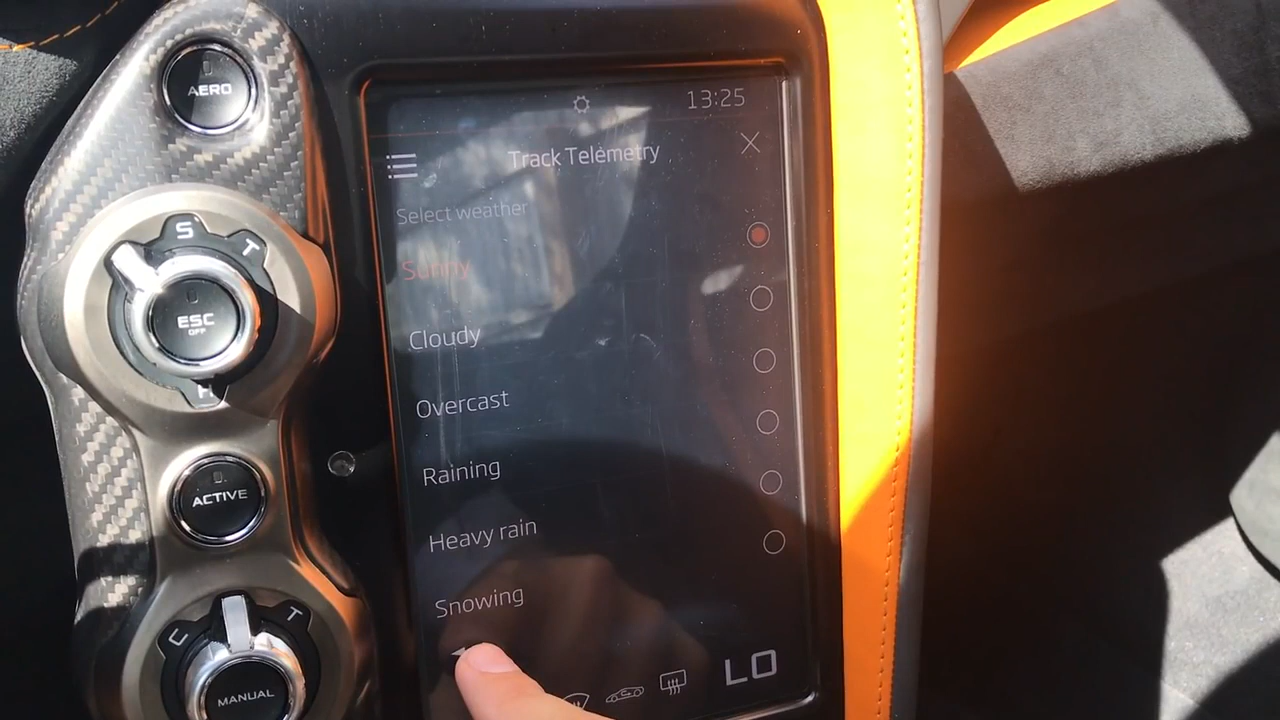 AERO
S
T
ESC
OFF
H
ACTIVE
C
T
MANUAL
13:25
Track Telemetry
Select weather
Sunny
Cloudy
Overcast
Raining
Heavy rain
Snowing
LO